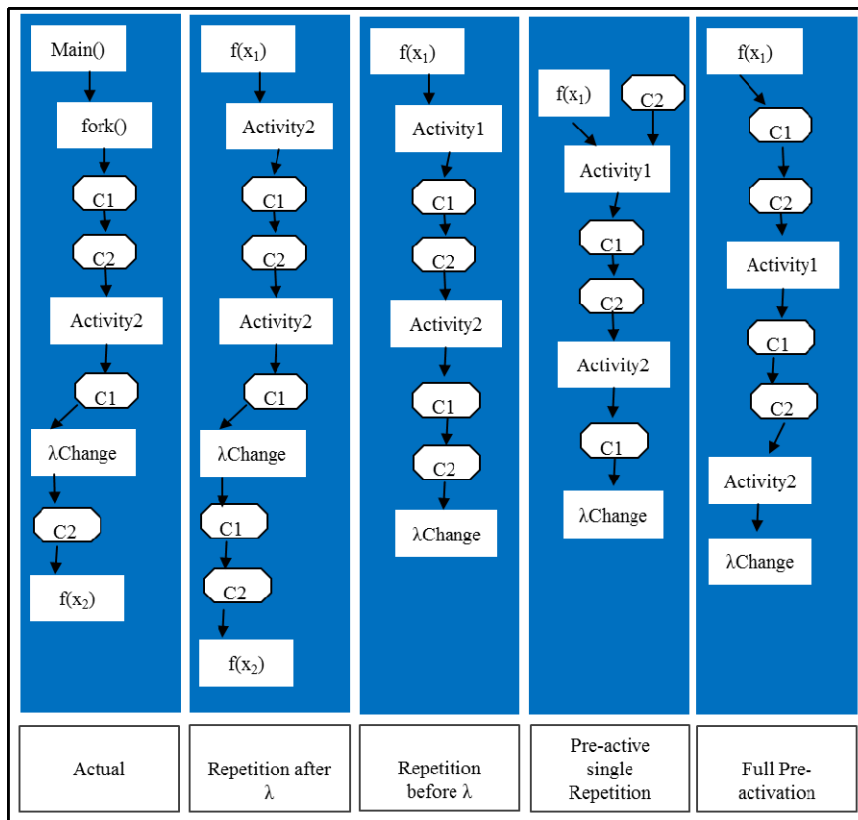 Main()
fork()
C1
C2
Activity2
C1
λChange
C2
f(x₂)
Actual
f(x₁)
Activity2
C1
C2
Activity2
C1
λChange
C1
C2
f(x₂)
Repetition after
λ
f(x₁)
Activity1
C1
C2
Activity2
C1
C2
λChange
Repetition
before λ
f(x₁)
C2
Activity1
C1
C2
Activity2
C1
λChange
Pre-active
single
Repetition
f(x₁)
C1
C2
Activity1
C1
C2
Activity2
λChange
Full Pre-
activation